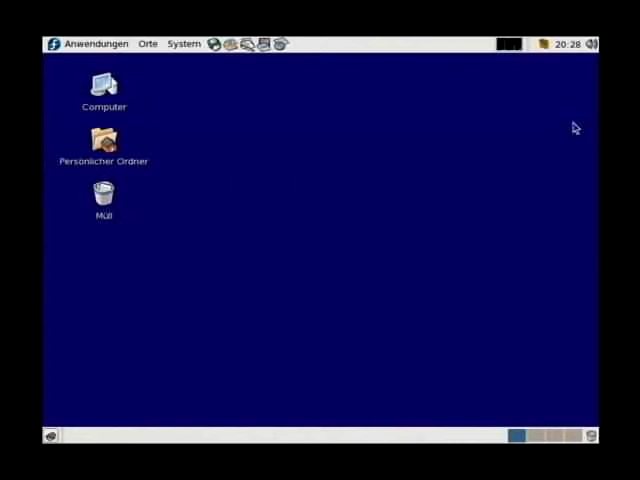 Anwendungen Orte System 20:28
Computer
Persönlicher Ordner
Müll